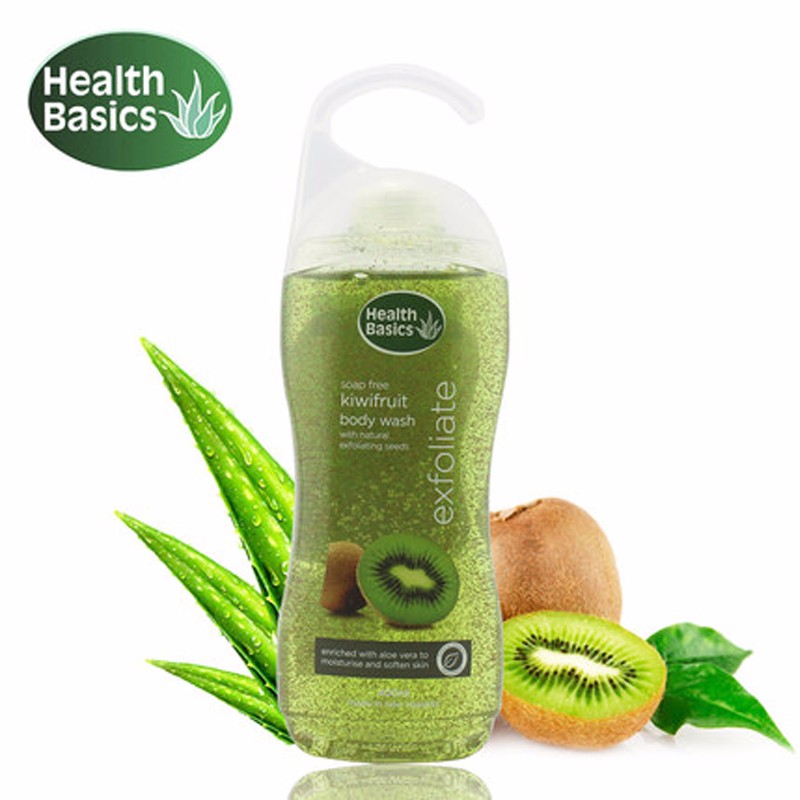 Health
Basics
Health
Basics
soap free
kiwifruit
body wash
with natural
exfoliating seeds
exfoliate
enriched with aloe vera to
moisturise and soften skin